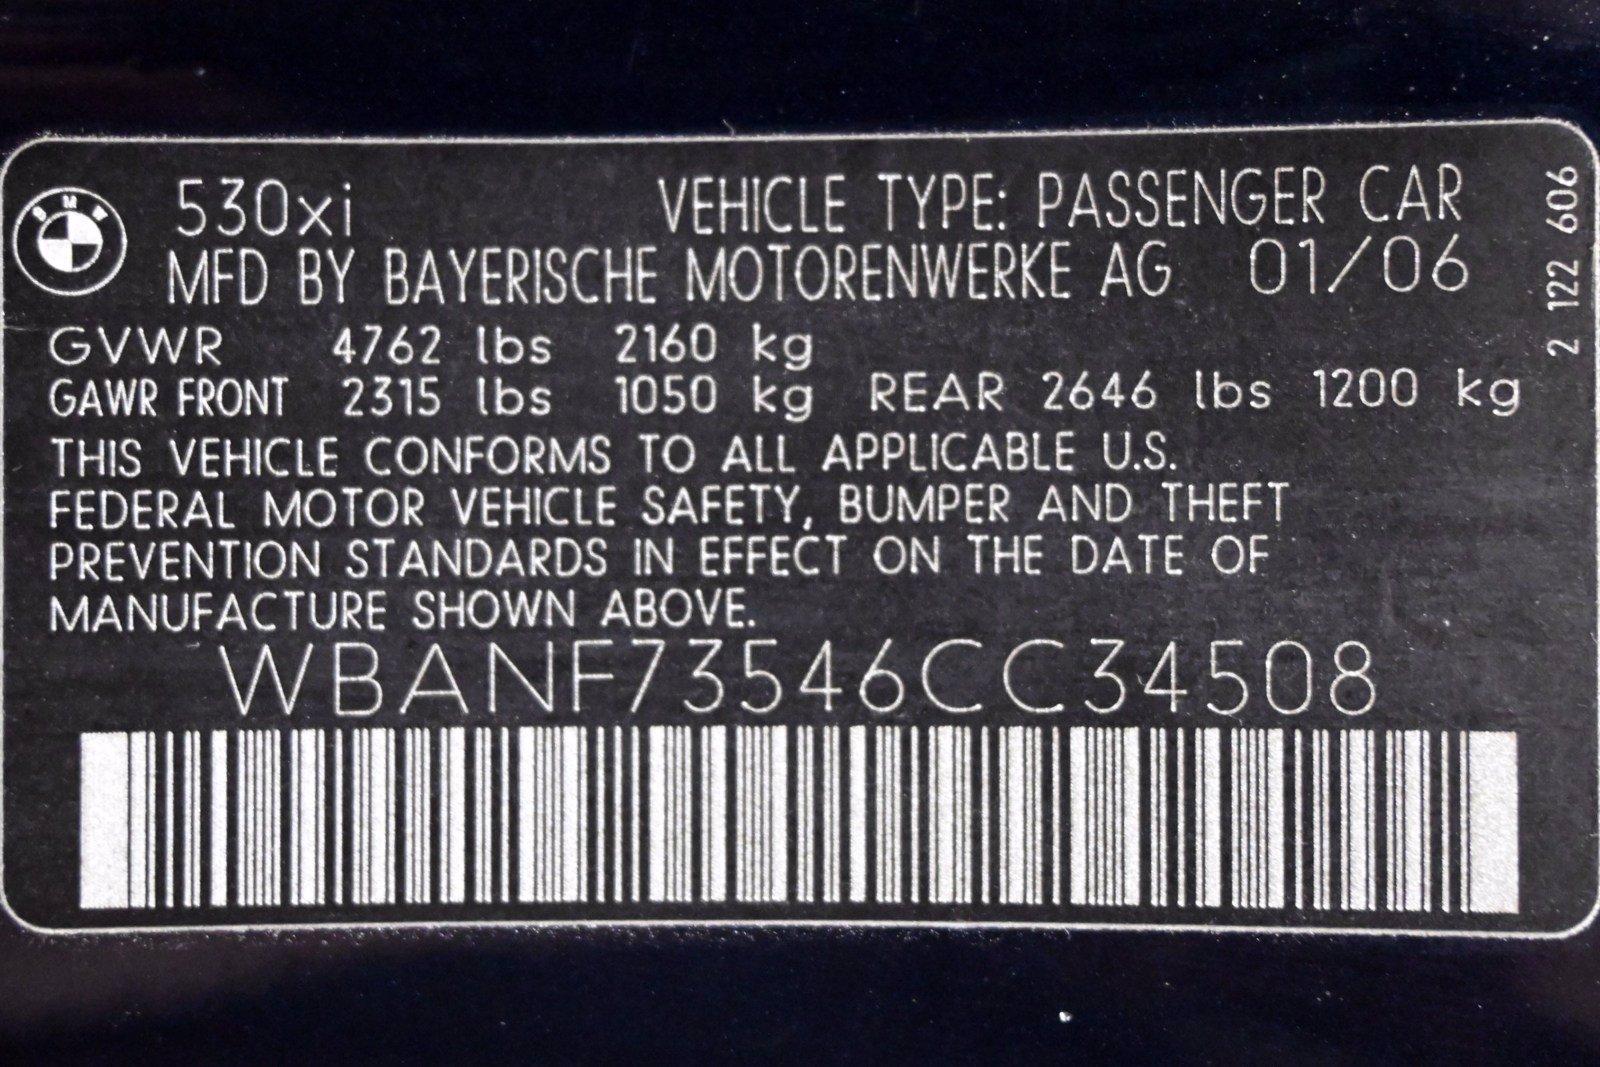 BMW
530xi VEHICLE TYPE: PASSENGER CAR
MFD BY BAYERISCHE MOTORENWERKE AG 01/06
2 122 606
GVWR 4762 lbs 2160 kg
GAWR FRONT 2315 lbs 1050 kg REAR 2646 lbs 1200 kg
THIS VEHICLE CONFORMS TO ALL APPLICABLE U.S.
FEDERAL MOTOR VEHICLE SAFETY, BUMPER AND THEFT
PREVENTION STANDARDS IN EFFECT ON THE DATE OF
MANUFACTURE SHOWN ABOVE.
WBANF73546CC34508